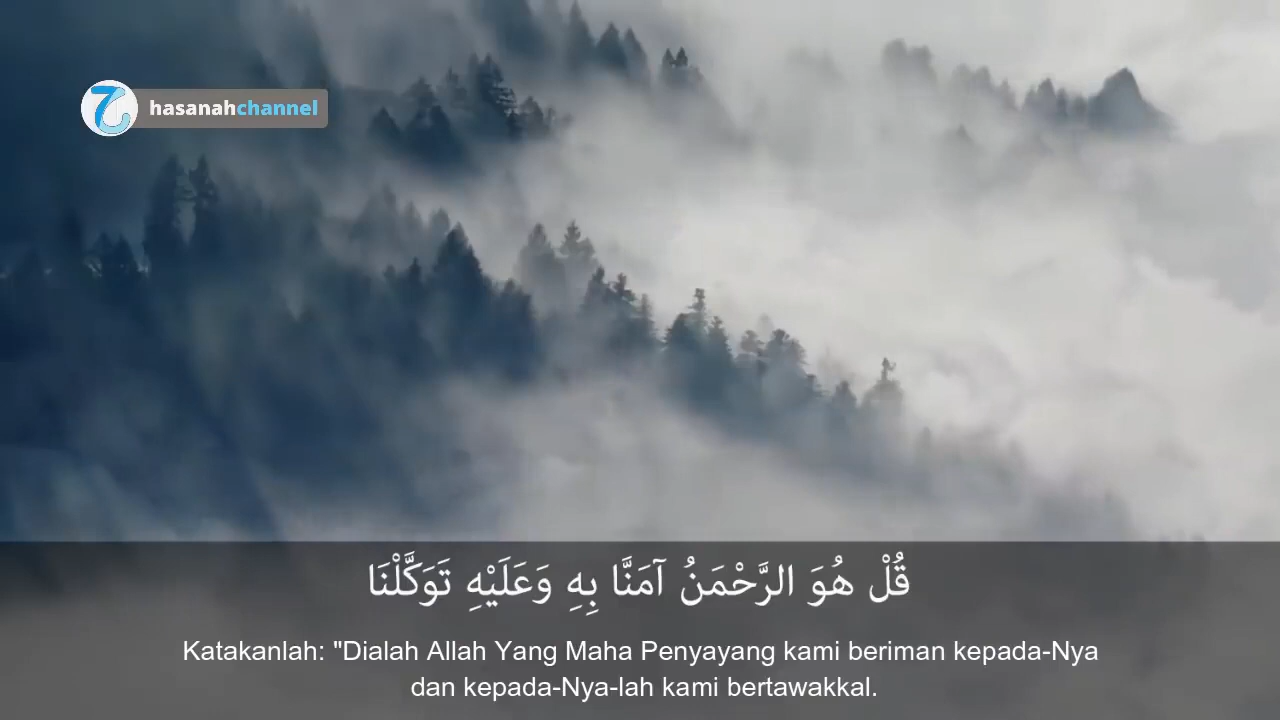 hasanahchannel
قُلْ هُوَ الرَّحْمَنُ آمَنَّا بِهِ وَعَلَيْهِ تَوَكَّلْنَا
Katakanlah: "Dialah Allah Yang Maha Penyayang kami beriman kepada-Nya
dan kepada-Nya-lah kami bertawakkal.